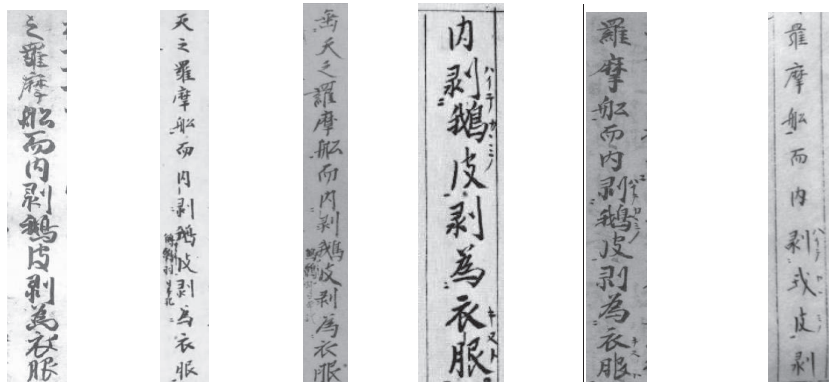 之羅摩舩而内剥鵝皮剥為衣服
天之羅摩舩而内剥鵝皮剥為衣服
天之羅摩舩而内剥鵝皮剥為衣服
内剥鵝皮剥為衣服
羅摩舩而内剥鵝皮剥為衣服
羅摩舩而内剥 皮剥